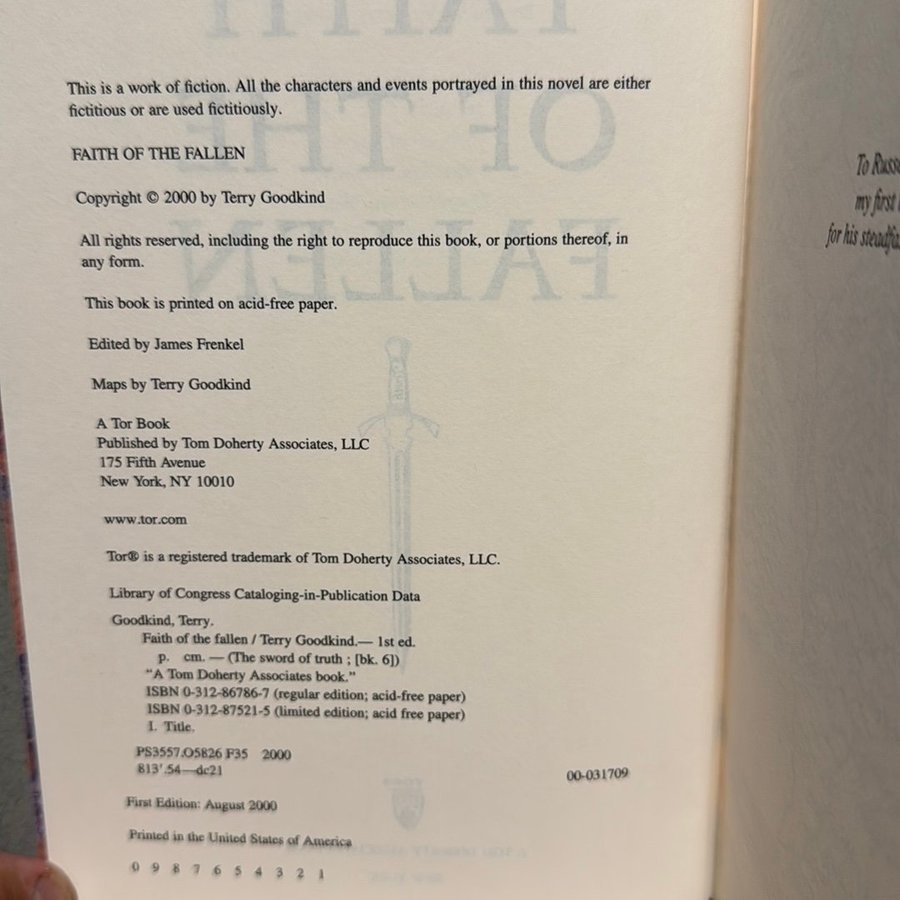 This is a work of fiction. All the characters and events portrayed in this novel are either
fictitious or are used fictitiously.
FAITH OF THE FALLEN
Copyright © 2000 by Terry Goodkind
All rights reserved, including the right to reproduce this book, or portions thereof, in
any form.
This book is printed on acid-free paper.
Edited by James Frenkel
Maps by Terry Goodkind
A Tor Book
Published by Tom Doherty Associates, LLC
175 Fifth Avenue
New York, NY 10010
www.tor.com
Tor® is a registered trademark of Tom Doherty Associates, LLC.
Library of Congress Cataloging-in-Publication Data
Goodkind, Terry.
Faith of the fallen / Terry Goodkind.— 1st ed.
p. cm. — (The sword of truth ; [bk. 6])
"A Tom Doherty Associates book."
ISBN 0-312-86786-7 (regular edition; acid-free paper)
ISBN 0-312-87521-5 (limited edition; acid free paper)
I. Title.
PS3557.O5826 F35 2000
813'.54—dc21
00-031709
First Edition: August 2000
Printed in the United States of America
0 9 8 7 6 5 4 3 2 1
To Russe
my first
for his steadfa
FAITH
OF THE
FALLEN